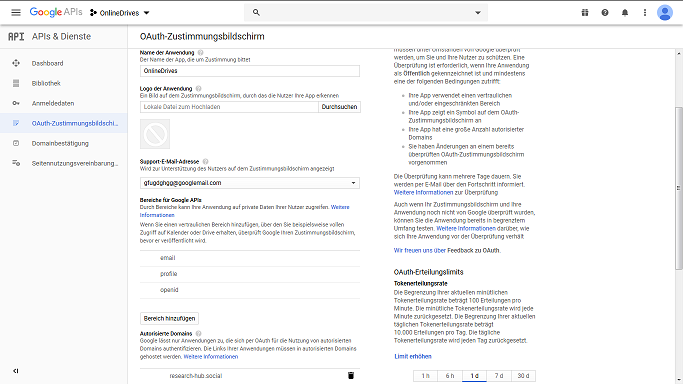 Google APIs
OnlineDrives
API APIs & Dienste
OAuth-Zustimmungsbildschirm
Dashboard
Bibliothek
Anmeldedaten
OAuth-Zustimmungsbildschi...
Domainbestätigung
Seitennutzungsvereinbarung...
Name der Anwendung
Der Name der App, die um Zustimmung bittet
OnlineDrives
Logo der Anwendung
Ein Bild auf dem Zustimmungsbildschirm, durch das die Nutzer Ihre App erkennen
Lokale Datei zum Hochladen
Durchsuchen
Support-E-Mail-Adresse
Wird zur Unterstützung des Nutzers auf dem Zustimmungsbildschirm angezeigt
gfugdghgg@googlemail.com
Bereiche für Google APIs
Durch Bereiche kann Ihre Anwendung auf private Daten Ihrer Nutzer zugreifen. Weitere
Informationen
Wenn Sie einen vertraulichen Bereich hinzufügen, über den Sie beispielsweise vollen
Zugriff auf Kalender oder Drive erhalten, überprüft Google Ihren Zustimmungsbildschirm,
bevor er veröffentlicht wird.
email
profile
openid
Bereich hinzufügen
Autorisierte Domains
Google lässt nur Anwendungen zu, die sich per OAuth für die Nutzung von autorisierten
Domains authentifizieren. Die Links Ihrer Anwendungen müssen in autorisierten Domains
gehostet werden. Weitere Informationen
research-hub.social
müssen unter Umständen von Google überprüft
werden, um Sie und Ihre Nutzer zu schützen. Eine
Überprüfung ist erforderlich, wenn Ihre Anwendung
als Öffentlich gekennzeichnet ist und mindestens
eine der folgenden Bedingungen zutrifft:
Ihre App verwendet einen vertraulichen
und/oder eingeschränkten Bereich
Ihre App zeigt ein Symbol auf dem OAuth-
Zustimmungsbildschirm an
Ihre App hat eine große Anzahl autorisierter
Domains
Sie haben Änderungen an einem bereits
überprüften OAuth-Zustimmungsbildschirm
vorgenommen
Die Überprüfung kann mehrere Tage dauern. Sie
werden per E-Mail über den Fortschritt informiert.
Weitere Informationen zur Überprüfung
Auch wenn Ihr Zustimmungsbildschirm und Ihre
Anwendung noch nicht von Google überprüft wurden,
können Sie die Anwendung bereits in begrenztem
Umfang testen. Weitere Informationen darüber, wie
sich Ihre Anwendung vor der Überprüfung verhält
Wir freuen uns über Feedback zu OAuth.
OAuth-Erteilungslimits
Tokenerteilungsrate
Die Begrenzung Ihrer aktuellen minütlichen
Tokenerteilungsrate beträgt 100 Erteilungen pro
Minute. Die minütliche Tokenerteilungsrate wird jede
Minute zurückgesetzt. Die Begrenzung Ihrer aktuellen
täglichen Tokenerteilungsrate beträgt
10.000 Erteilungen pro Tag. Die tägliche
Tokenerteilungsrate wird jeden Tag zurückgesetzt.
Limit erhöhen
1 h 6 h 1 d 7 d 30 d